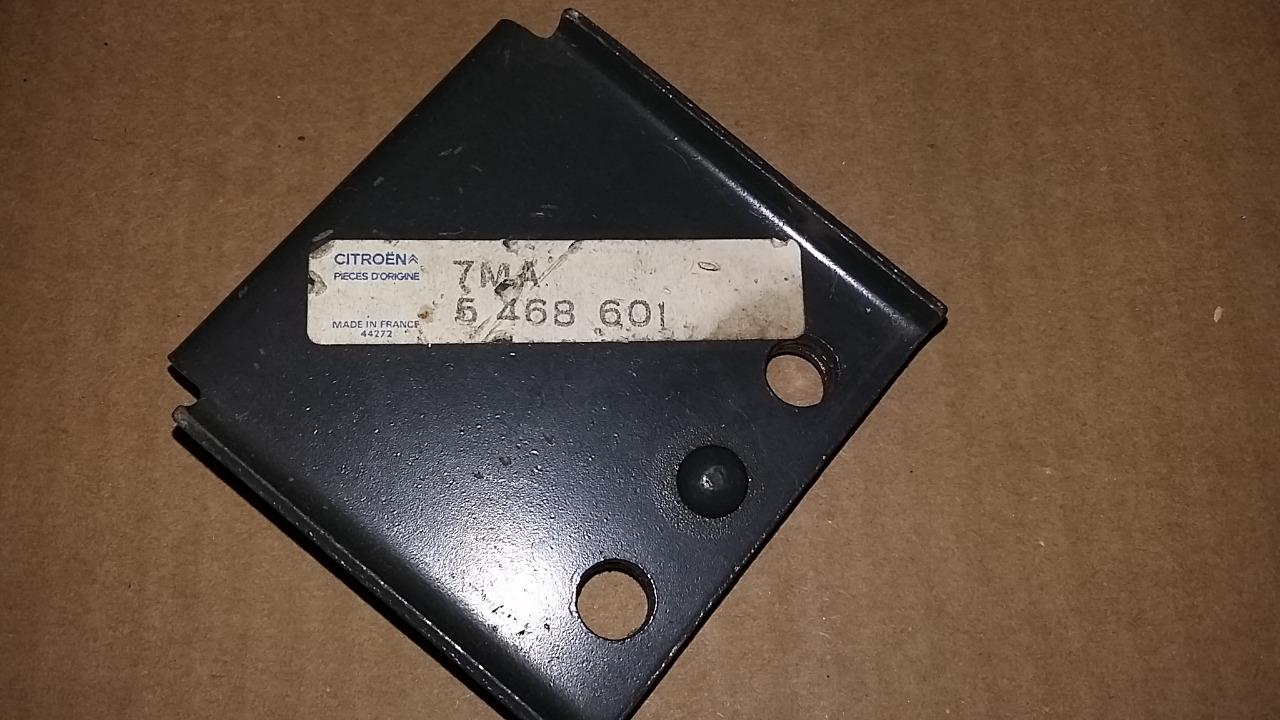 CITROËN
PIECES D'ORIGINE
7MA
5 468 601
MADE IN FRANCE
44272